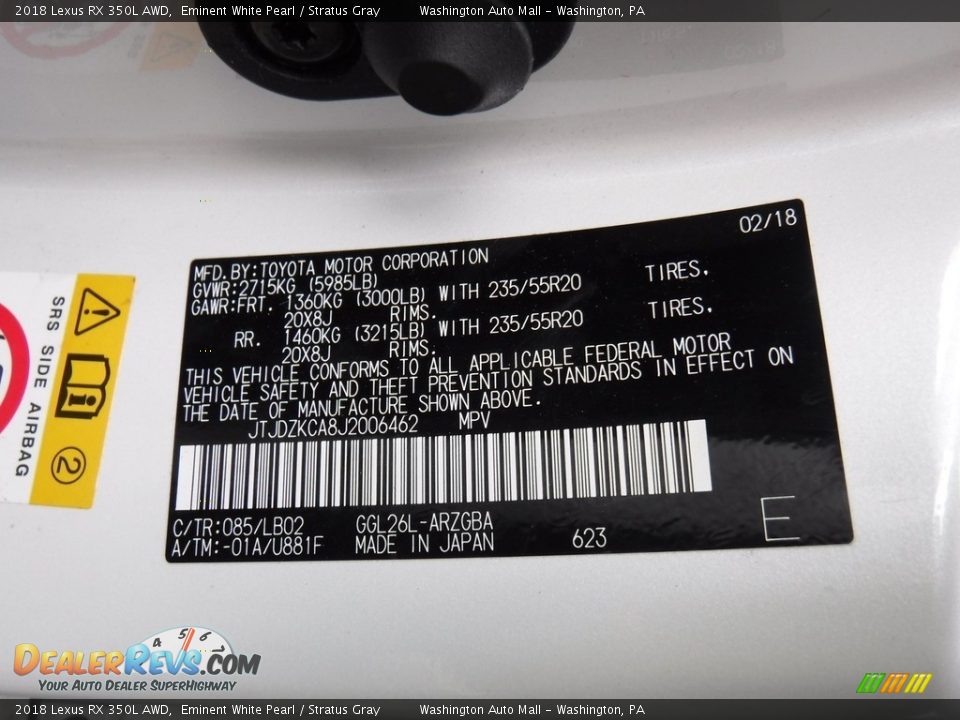 2018 Lexus RX 350L AWD, Eminent White Pearl / Stratus Gray Washington Auto Mall - Washington, PA
02/18
MFD.BY:TOYOTA MOTOR CORPORATION
GVWR:2715KG (5985LB)
GAWR:FRT. 1360KG (3000LB) WITH 235/55R20 TIRES,
20X8J RIMS.
RR. 1460KG (3215LB) WITH 235/55R20 TIRES,
20X8J RIMS.
THIS VEHICLE CONFORMS TO ALL APPLICABLE FEDERAL MOTOR
VEHICLE SAFETY AND THEFT PREVENTION STANDARDS IN EFFECT ON
THE DATE OF MANUFACTURE SHOWN ABOVE.
JTJDZKCA8J2006462 MPV
C/TR:085/LB02 GGL26L-ARZGBA
A/TM:-01A/U881F MADE IN JAPAN 623 E
SRS SIDE AIRBAG
2
4 5 6 7
DEALERREVS.COM
YOUR AUTO DEALER SUPERHIGHWAY
2018 Lexus RX 350L AWD, Eminent White Pearl / Stratus Gray Washington Auto Mall - Washington, PA